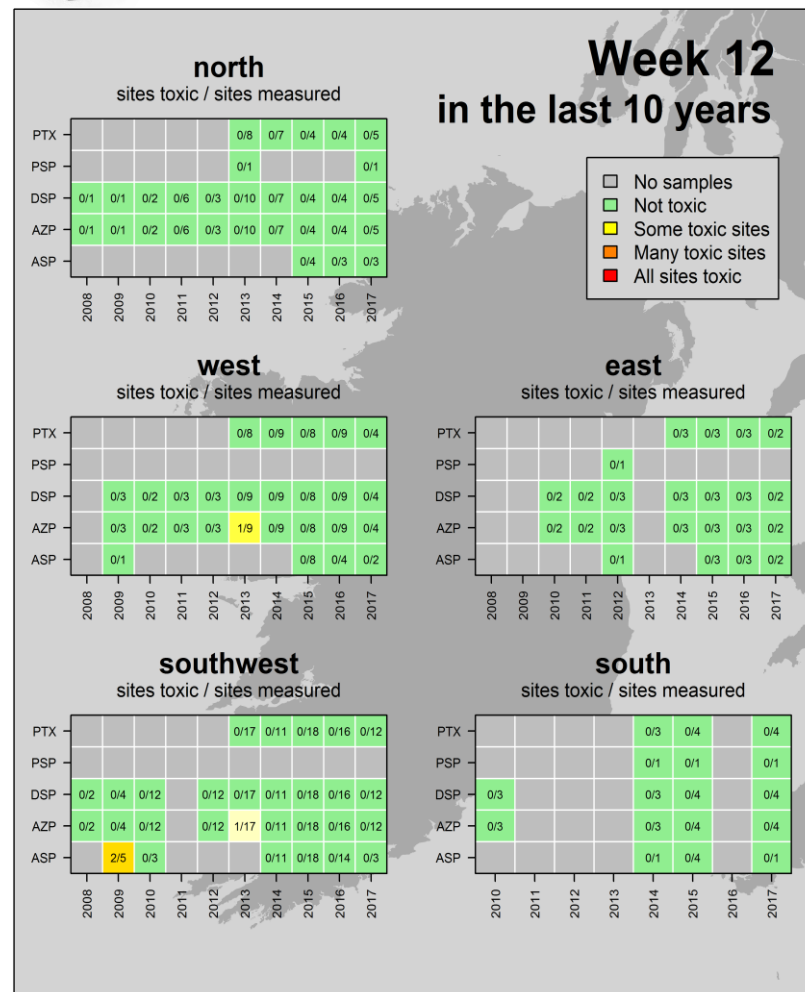 Week 12
in the last 10 years
No samples
Not toxic
Some toxic sites
Many toxic sites
All sites toxic
north
sites toxic / sites measured
PTX 0/8 0/7 0/4 0/4 0/5
PSP 0/1 0/1
DSP 0/1 0/1 0/2 0/6 0/3 0/10 0/7 0/4 0/4 0/5
AZP 0/1 0/1 0/2 0/6 0/3 0/10 0/7 0/4 0/4 0/5
ASP 0/4 0/3 0/3
2008 2009 2010 2011 2012 2013 2014 2015 2016 2017
west
sites toxic / sites measured
PTX 0/8 0/9 0/8 0/9 0/4
PSP
DSP 0/3 0/2 0/3 0/3 0/9 0/9 0/8 0/9 0/4
AZP 0/3 0/2 0/3 0/3 1/9 0/9 0/8 0/9 0/4
ASP 0/1 0/8 0/4 0/2
2008 2009 2010 2011 2012 2013 2014 2015 2016 2017
east
sites toxic / sites measured
PTX 0/3 0/3 0/3 0/2
PSP 0/1
DSP 0/2 0/2 0/3 0/3 0/3 0/3 0/2
AZP 0/2 0/2 0/3 0/3 0/3 0/3 0/2
ASP 0/1 0/3 0/3 0/2
2008 2009 2010 2011 2012 2013 2014 2015 2016 2017
southwest
sites toxic / sites measured
PTX 0/17 0/11 0/18 0/16 0/12
PSP
DSP 0/2 0/4 0/12 0/12 0/17 0/11 0/18 0/16 0/12
AZP 0/2 0/4 0/12 0/12 1/17 0/11 0/18 0/16 0/12
ASP 2/5 0/3 0/11 0/18 0/14 0/3
2008 2009 2010 2011 2012 2013 2014 2015 2016 2017
south
sites toxic / sites measured
PTX 0/3 0/4 0/4
PSP 0/1 0/1 0/1
DSP 0/3 0/3 0/4 0/4
AZP 0/3 0/3 0/4 0/4
ASP 0/1 0/4 0/1
2010 2011 2012 2013 2014 2015 2016 2017